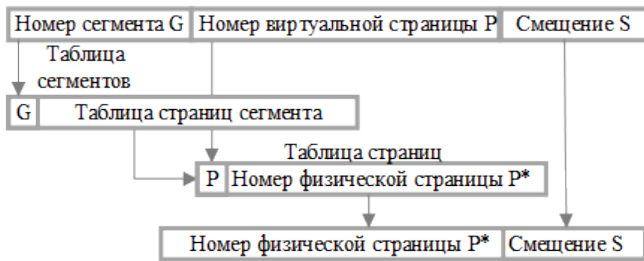 Номер сегмента G Номер виртуальной страницы P Смещение S
Таблица
сегментов
G Таблица страниц сегмента
Таблица страниц
P Номер физической страницы P*
Номер физической страницы P* Смещение S